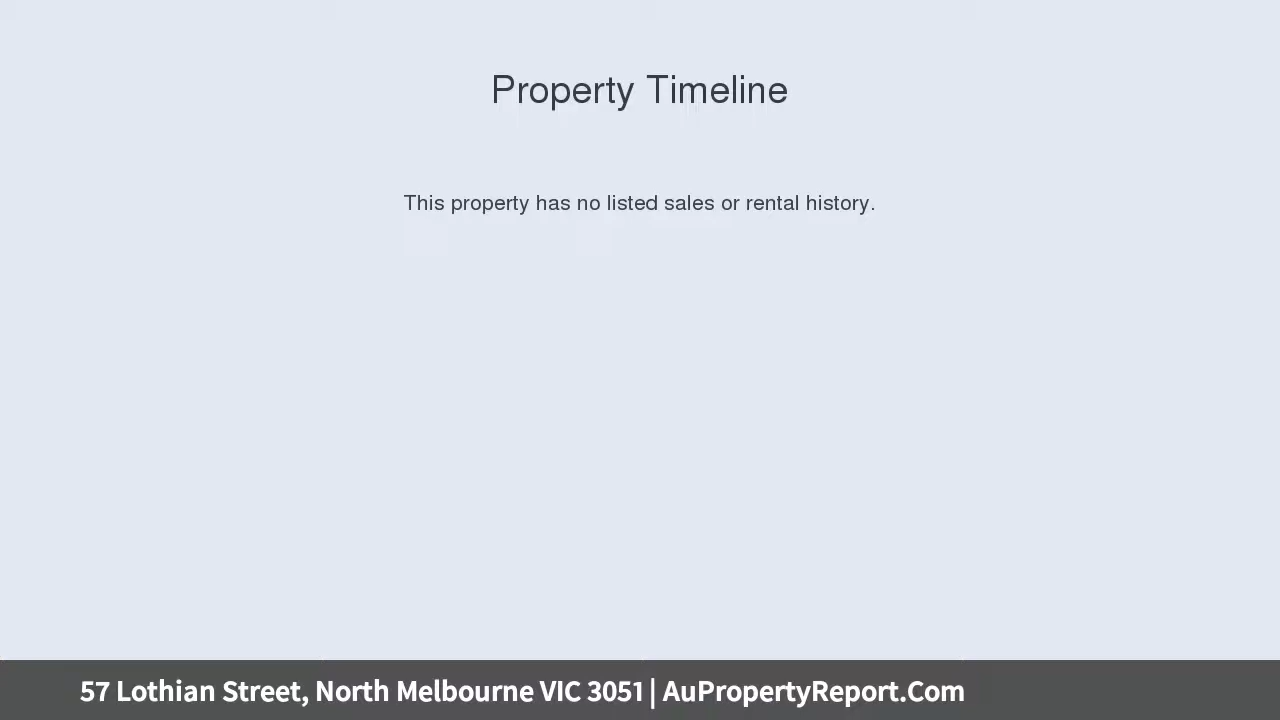 Property Timeline
This property has no listed sales or rental history.
57 Lothian Street, North Melbourne VIC 3051 | AuPropertyReport.Com